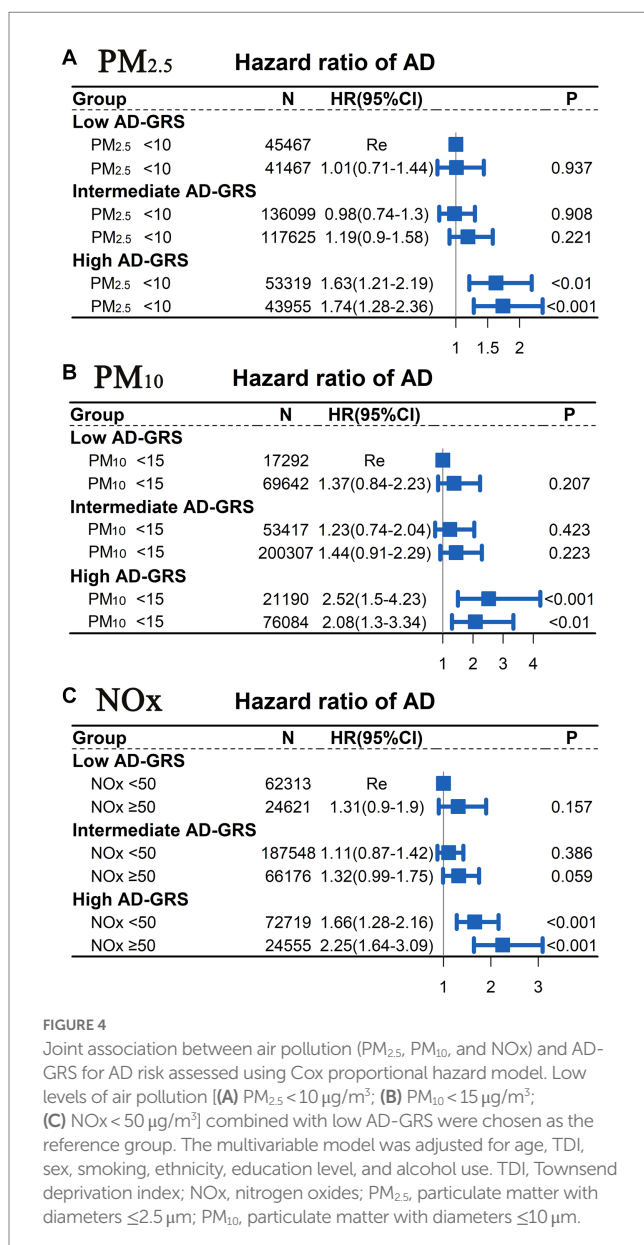 A PM2.5 Hazard ratio of AD
Group N HR(95%CI) P
Low AD-GRS
PM2.5 <10 45467 Re
PM2.5 <10 41467 1.01(0.71-1.44) 0.937
Intermediate AD-GRS
PM2.5 <10 136099 0.98(0.74-1.3) 0.908
PM2.5 <10 117625 1.19(0.9-1.58) 0.221
High AD-GRS
PM2.5 <10 53319 1.63(1.21-2.19) <0.01
PM2.5 <10 43955 1.74(1.28-2.36) <0.001
1 1.5 2
B PM10 Hazard ratio of AD
Group N HR(95%CI) P
Low AD-GRS
PM10 <15 17292 Re
PM10 <15 69642 1.37(0.84-2.23) 0.207
Intermediate AD-GRS
PM10 <15 53417 1.23(0.74-2.04) 0.423
PM10 <15 200307 1.44(0.91-2.29) 0.223
High AD-GRS
PM10 <15 21190 2.52(1.5-4.23) <0.001
PM10 <15 76084 2.08(1.3-3.34) <0.01
1 2 3 4
C NOx Hazard ratio of AD
Group N HR(95%CI) P
Low AD-GRS
NOx <50 62313 Re
NOx ≥50 24621 1.31(0.9-1.9) 0.157
Intermediate AD-GRS
NOx <50 187548 1.11(0.87-1.42) 0.386
NOx ≥50 66176 1.32(0.99-1.75) 0.059
High AD-GRS
NOx <50 72719 1.66(1.28-2.16) <0.001
NOx ≥50 24555 2.25(1.64-3.09) <0.001
1 2 3
FIGURE 4
Joint association between air pollution (PM2.5, PM10, and NOx) and AD-
GRS for AD risk assessed using Cox proportional hazard model. Low
levels of air pollution [(A) PM2.5 < 10 μg/m³; (B) PM10 < 15 μg/m³;
(C) NOx < 50 μg/m³] combined with low AD-GRS were chosen as the
reference group. The multivariable model was adjusted for age, TDI,
sex, smoking, ethnicity, education level, and alcohol use. TDI, Townsend
deprivation index; NOx, nitrogen oxides; PM2.5, particulate matter with
diameters ≤2.5 μm; PM10, particulate matter with diameters ≤10 μm.